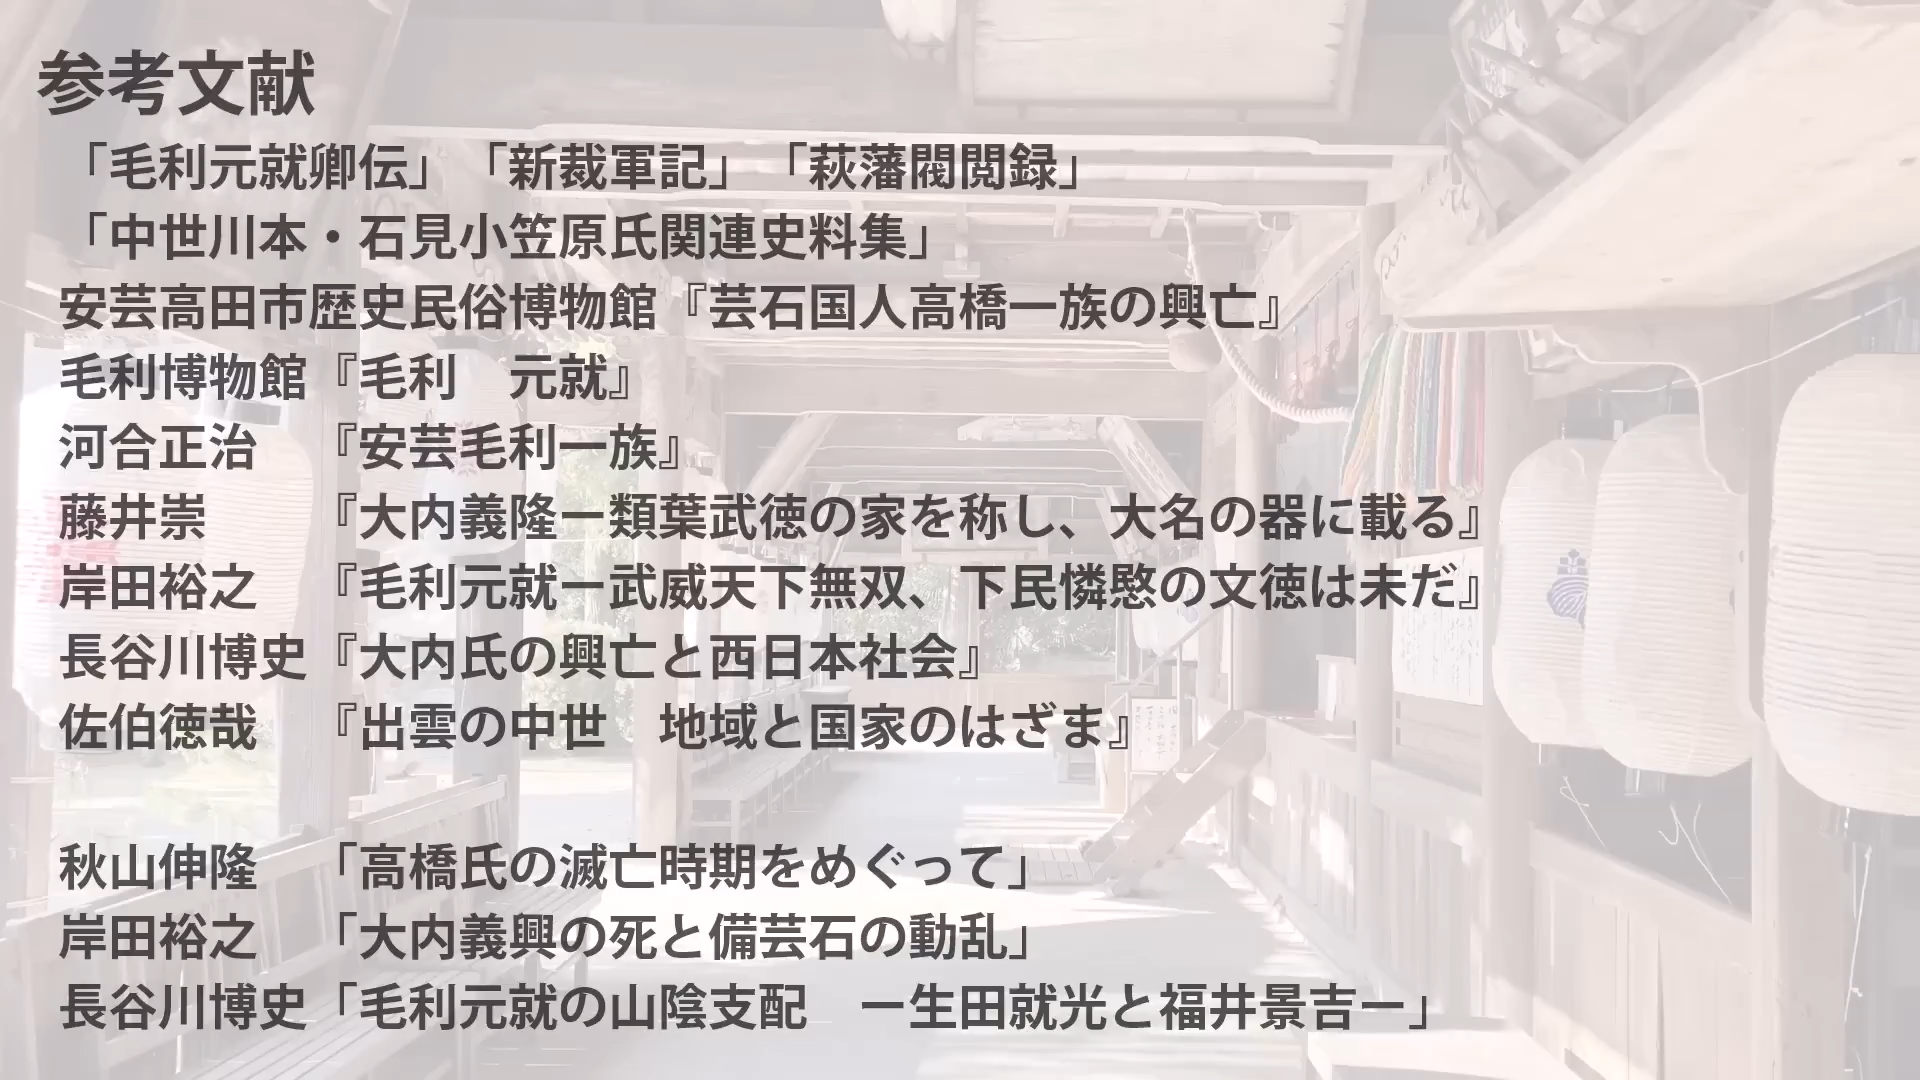 参考文献
「毛利元就卿伝」「新裁軍記」「萩藩閥閲録」
「中世川本・石見小笠原氏関連史料集」
安芸高田市歴史民俗博物館『芸石国人高橋一族の興亡』
毛利博物館『毛利　元就』
河合正治　『安芸毛利一族』
藤井崇　　『大内義隆ー類葉武徳の家を称し、大名の器に載る』
岸田裕之　『毛利元就ー武威天下無双、下民憐愍の文徳は未だ』
長谷川博史『大内氏の興亡と西日本社会』
佐伯徳哉　『出雲の中世　地域と国家のはざま』
秋山伸隆　「高橋氏の滅亡時期をめぐって」
岸田裕之　「大内義興の死と備芸石の動乱」
長谷川博史「毛利元就の山陰支配　ー生田就光と福井景吉ー」